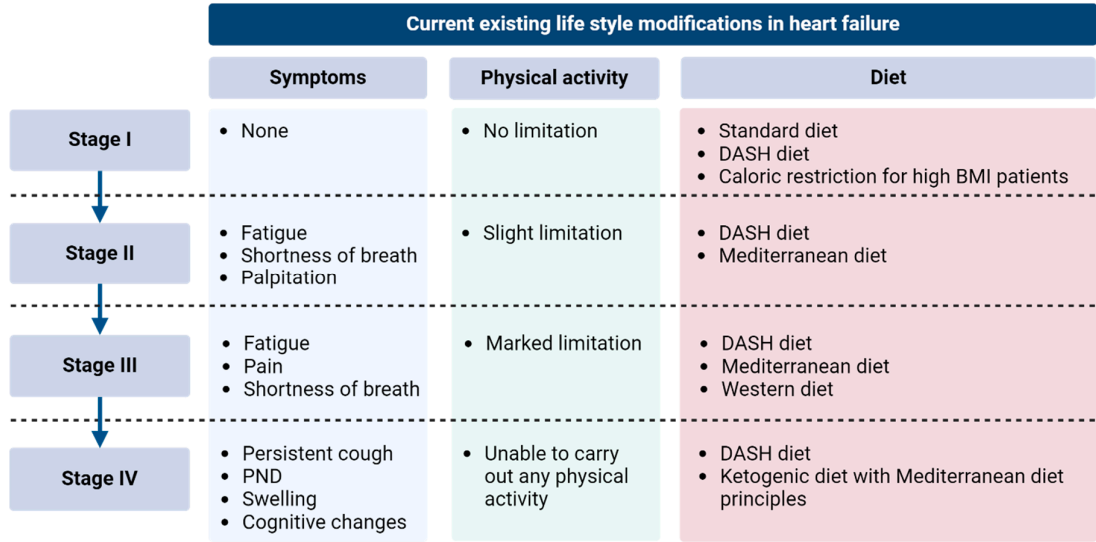 Current existing life style modifications in heart failure
Symptoms
Physical activity
Diet
Stage I
• None
• No limitation
• Standard diet
• DASH diet
• Caloric restriction for high BMI patients
Stage II
• Fatigue
• Shortness of breath
• Palpitation
• Slight limitation
• DASH diet
• Mediterranean diet
Stage III
• Fatigue
• Pain
• Shortness of breath
• Marked limitation
• DASH diet
• Mediterranean diet
• Western diet
Stage IV
• Persistent cough
• PND
• Swelling
• Cognitive changes
• Unable to carry
out any physical
activity
• DASH diet
• Ketogenic diet with Mediterranean diet
principles